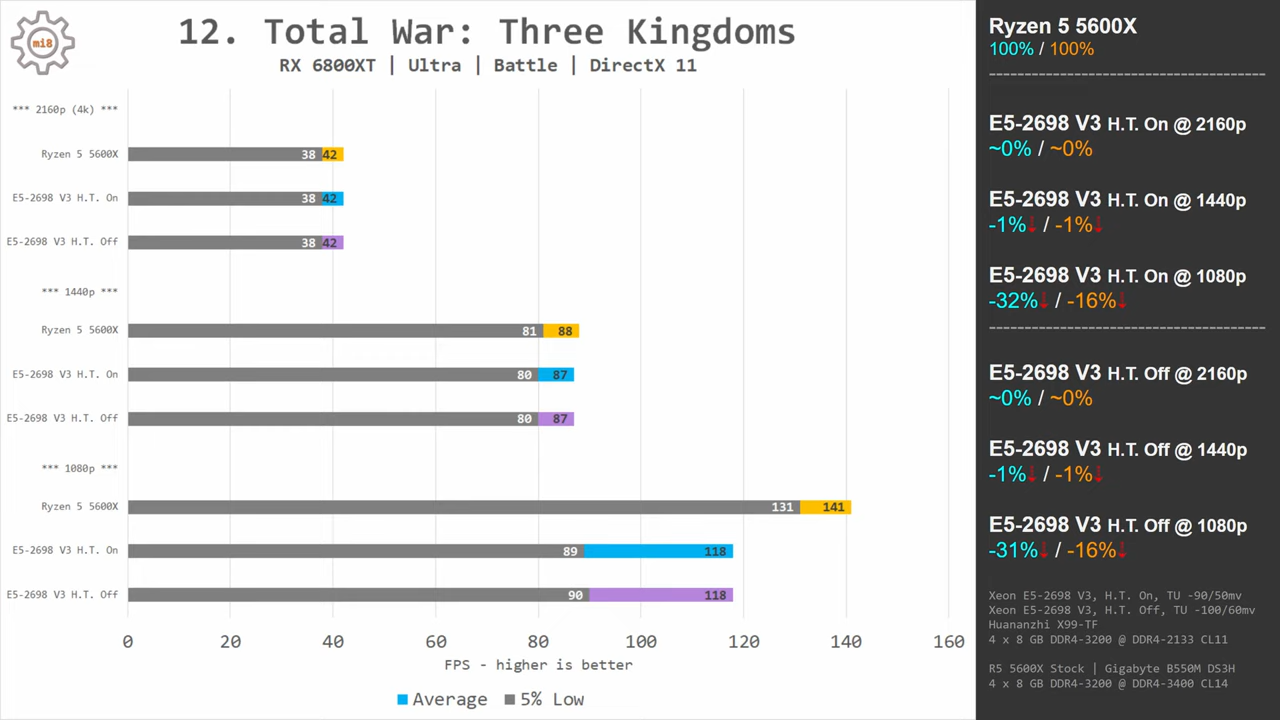 mi8
12. Total War: Three Kingdoms
RX 6800XT | Ultra | Battle | DirectX 11
*** 2160p (4k) ***
Ryzen 5 5600X 38 42
E5-2698 V3 H.T. On 38 42
E5-2698 V3 H.T. Off 38 42
*** 1440p ***
Ryzen 5 5600X 81 88
E5-2698 V3 H.T. On 80 87
E5-2698 V3 H.T. Off 80 87
*** 1080p ***
Ryzen 5 5600X 131 141
E5-2698 V3 H.T. On 89 118
E5-2698 V3 H.T. Off 90 118
0 20 40 60 80 100 120 140 160
FPS - higher is better
Average 5% Low
Ryzen 5 5600X
100% / 100%
E5-2698 V3 H.T. On @ 2160p
~0% / ~0%
E5-2698 V3 H.T. On @ 1440p
-1%↓ / -1%↓
E5-2698 V3 H.T. On @ 1080p
-32%↓ / -16%↓
E5-2698 V3 H.T. Off @ 2160p
~0% / ~0%
E5-2698 V3 H.T. Off @ 1440p
-1%↓ / -1%↓
E5-2698 V3 H.T. Off @ 1080p
-31%↓ / -16%↓
Xeon E5-2698 V3, H.T. On, TU -90/50mv
Xeon E5-2698 V3, H.T. Off, TU -100/60mv
Huananzhi X99-TF
4 x 8 GB DDR4-3200 @ DDR4-2133 CL11
R5 5600X Stock | Gigabyte B550M DS3H
4 x 8 GB DDR4-3200 @ DDR4-3400 CL14